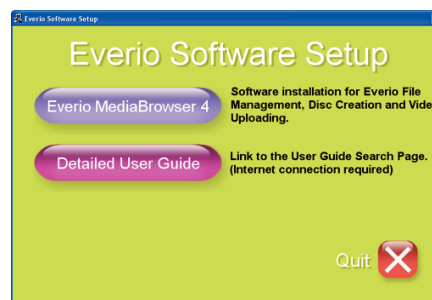 Everio Software Setup
Everio Software Setup
Everio MediaBrowser 4
Software installation for Everio File
Management, Disc Creation and Vide
Uploading.
Detailed User Guide
Link to the User Guide Search Page.
(Internet connection required)
Quit